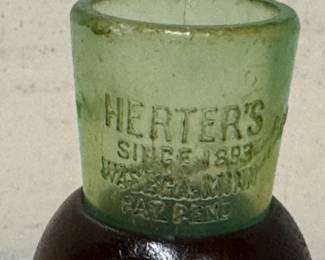 HERTER'S
SINCE 1893
WASECA, MINN
PAT. PEND